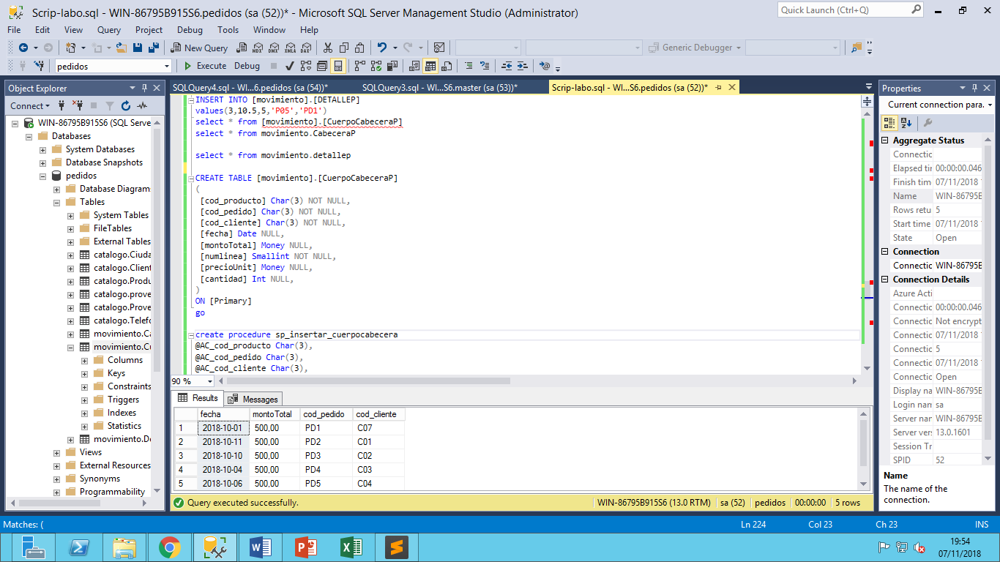 Scrip-labo.sql - WIN-86795B915S6.pedidos (sa (52))* - Microsoft SQL Server Management Studio (Administrator)
Quick Launch (Ctrl+Q)
File Edit View Query Project Debug Tools Window Help
New Query
MDX DMX XMLA DAX
Generic Debugger
pedidos
Execute Debug
Object Explorer
Connect
WIN-86795B915S6 (SQL Serve
Databases
System Databases
Database Snapshots
pedidos
Database Diagram
Tables
System Tables
FileTables
External Tables
catalogo.Ciuda
catalogo.Client
catalogo.Produ
catalogo.prove
catalogo.Prove
catalogo.Telefo
movimiento.Ca
movimiento.Cu
Columns
Keys
Constraints
Triggers
Indexes
Statistics
movimiento.De
Views
External Resources
Synonyms
Programmability
SQLQuery4.sql - WI...6.pedidos (sa (54))*
SQLQuery3.sql - WI...S6.master (sa (53))*
Scrip-labo.sql - WI...S6.pedidos (sa (52))*
INSERT INTO [movimiento].[DETALLEP]
values(3,10.5,5,'P05','PD1')
select * from [movimiento].[CuerpoCabeceraP]
select * from movimiento.CabeceraP
select * from movimiento.detallep
CREATE TABLE [movimiento].[CuerpoCabeceraP]
(
[cod_producto] Char(3) NOT NULL,
[cod_pedido] Char(3) NOT NULL,
[cod_cliente] Char(3) NOT NULL,
[fecha] Date NULL,
[montoTotal] Money NULL,
[numlinea] Smallint NOT NULL,
[precioUnit] Money NULL,
[cantidad] Int NULL,
)
ON [Primary]
go
create procedure sp_insertar_cuerpocabecera
@AC_cod_producto Char(3),
@AC_cod_pedido Char(3),
@AC_cod_cliente Char(3),
90 %
Results
Messages
fecha montoTotal cod_pedido cod_cliente
1 2018-10-01 500,00 PD1 C07
2 2018-10-11 500,00 PD2 C01
3 2018-10-10 500,00 PD3 C02
4 2018-10-04 500,00 PD4 C03
5 2018-10-06 500,00 PD5 C04
Query executed successfully.
WIN-86795B915S6 (13.0 RTM) sa (52) pedidos 00:00:00 5 rows
Properties
Current connection para.
Aggregate Status
Connectic
Elapsed tir 00:00:00.046
Finish tim 07/11/2018
Name WIN-86795B
Rows retu 5
Start time 07/11/2018
State Open
Connection
Connectic WIN-86795B
Connection Details
Azure Acti
Connectic 00:00:00.046
Connectic Not encrypt
Connectic 07/11/2018
Connectic 5
Connectic 07/11/2018
Connectic Open
Display na WIN-86795B
Login nam sa
Server nar WIN-86795B
Server ver 13.0.1601
Session Tr
SPID 52
Name
The name of the
connection.
Matches: (
Ln 224 Col 23 Ch 23 INS
19:54
07/11/2018